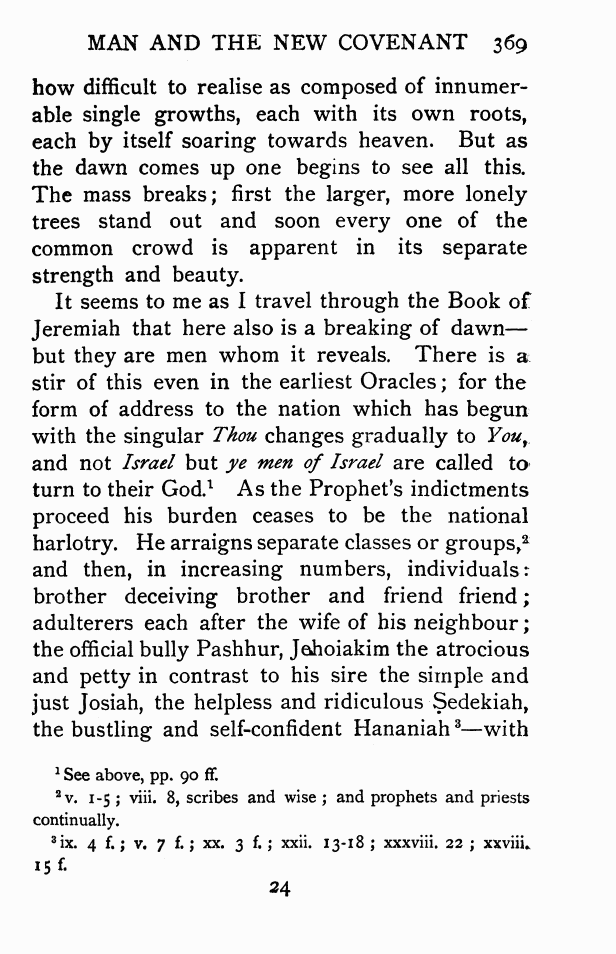 MAN AND THE NEW COVENANT 369
how difficult to realise as composed of innumer-
able single growths, each with its own roots,
each by itself soaring towards heaven. But as
the dawn comes up one begins to see all this.
The mass breaks; first the larger, more lonely
trees stand out and soon every one of the
common crowd is apparent in its separate
strength and beauty.
It seems to me as I travel through the Book of
Jeremiah that here also is a breaking of dawn—
but they are men whom it reveals. There is a
stir of this even in the earliest Oracles; for the
form of address to the nation which has begun
with the singular Thou changes gradually to You,
and not Israel but ye men of Israel are called to
turn to their God.¹ As the Prophet's indictments
proceed his burden ceases to be the national
harlotry. He arraigns separate classes or groups,²
and then, in increasing numbers, individuals:
brother deceiving brother and friend friend;
adulterers each after the wife of his neighbour;
the official bully Pashhur, Jehoiakim the atrocious
and petty in contrast to his sire the simple and
just Josiah, the helpless and ridiculous Ṣedekiah,
the bustling and self-confident Hananiah³—with
¹ See above, pp. 90 ff.
² v. 1-5; viii. 8, scribes and wise; and prophets and priests
continually.
³ ix. 4 f.; v. 7 f.; xx. 3 f.; xxii. 13-18; xxxviii. 22; xxviii.
15 f.
24